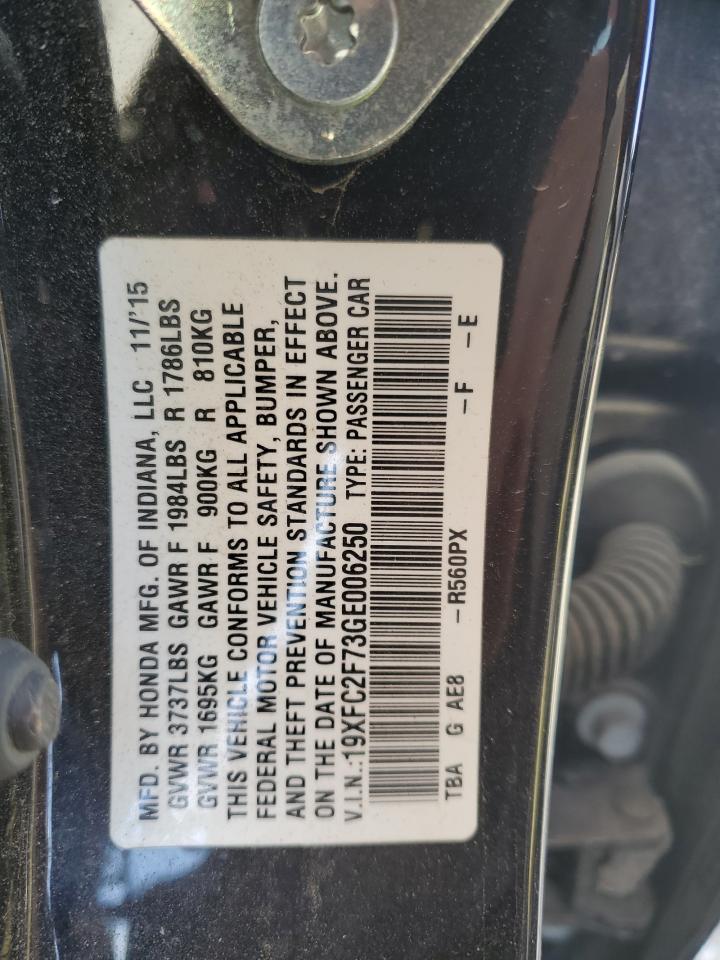 MFD. BY HONDA MFG. OF INDIANA, LLC 11/'15
GVWR 3737LBS GAWR F 1984LBS R 1786LBS
GVWR 1695KG GAWR F 900KG R 810KG
THIS VEHICLE CONFORMS TO ALL APPLICABLE
FEDERAL MOTOR VEHICLE SAFETY, BUMPER,
AND THEFT PREVENTION STANDARDS IN EFFECT
ON THE DATE OF MANUFACTURE SHOWN ABOVE.
V.I.N.:19XFC2F73GE006250 TYPE: PASSENGER CAR
TBA G AE8 -R560PX -F -E